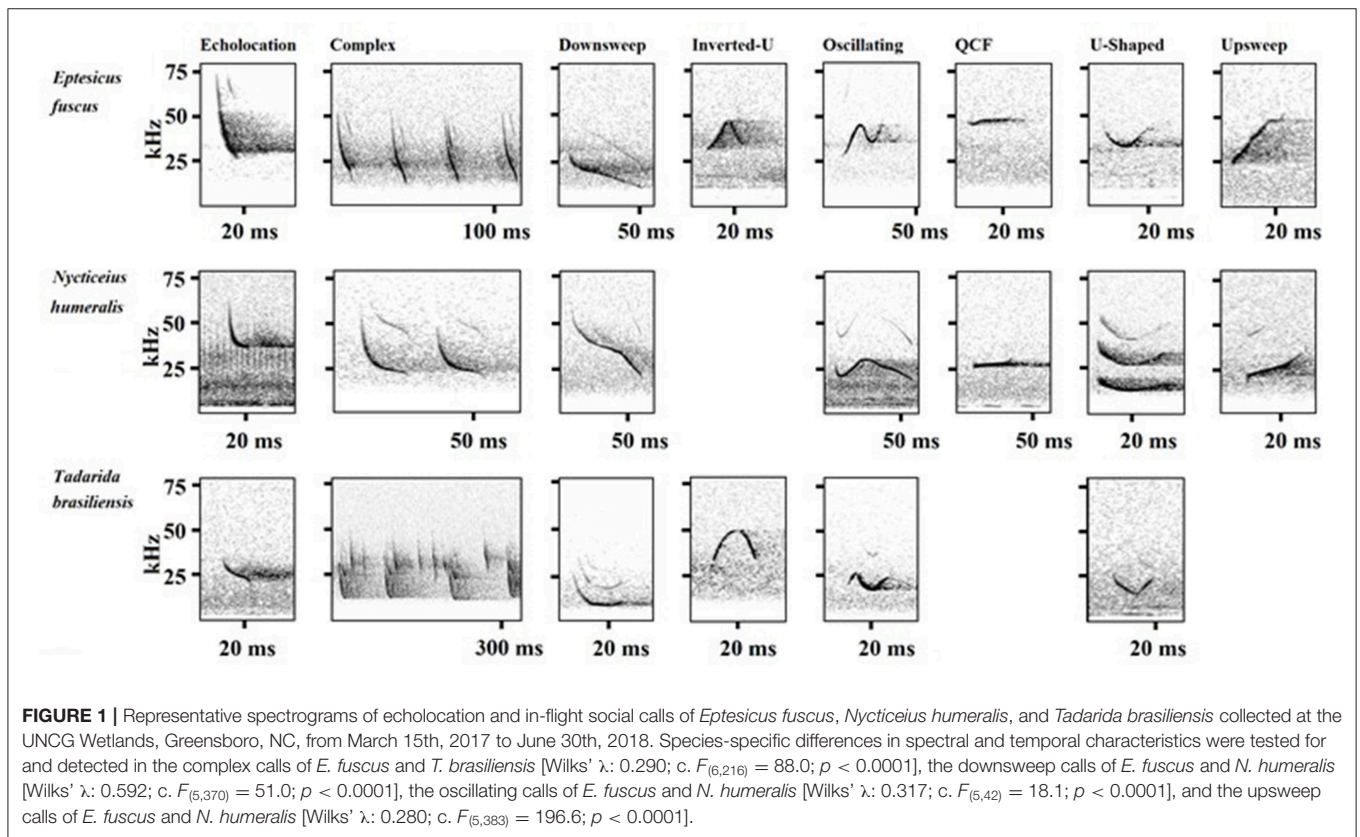 Echolocation Complex Downsweep Inverted-U Oscillating QCF U-Shaped Upsweep
Eptesicus
fuscus
kHz
75
50
25
20 ms 100 ms 50 ms 20 ms 50 ms 20 ms 20 ms 20 ms
Nycticeius
humeralis
kHz
75
50
25
20 ms 50 ms 50 ms 50 ms 50 ms 20 ms 20 ms
Tadarida
brasiliensis
kHz
75
50
25
20 ms 300 ms 20 ms 20 ms 20 ms 20 ms
FIGURE 1 | Representative spectrograms of echolocation and in-flight social calls of Eptesicus fuscus, Nycticeius humeralis, and Tadarida brasiliensis collected at the
UNCG Wetlands, Greensboro, NC, from March 15th, 2017 to June 30th, 2018. Species-specific differences in spectral and temporal characteristics were tested for
and detected in the complex calls of E. fuscus and T. brasiliensis [Wilks' λ: 0.290; c. F(6,216) = 88.0; p < 0.0001], the downsweep calls of E. fuscus and N. humeralis
[Wilks' λ: 0.592; c. F(5,370) = 51.0; p < 0.0001], the oscillating calls of E. fuscus and N. humeralis [Wilks' λ: 0.317; c. F(5,42) = 18.1; p < 0.0001], and the upsweep
calls of E. fuscus and N. humeralis [Wilks' λ: 0.280; c. F(5,383) = 196.6; p < 0.0001].